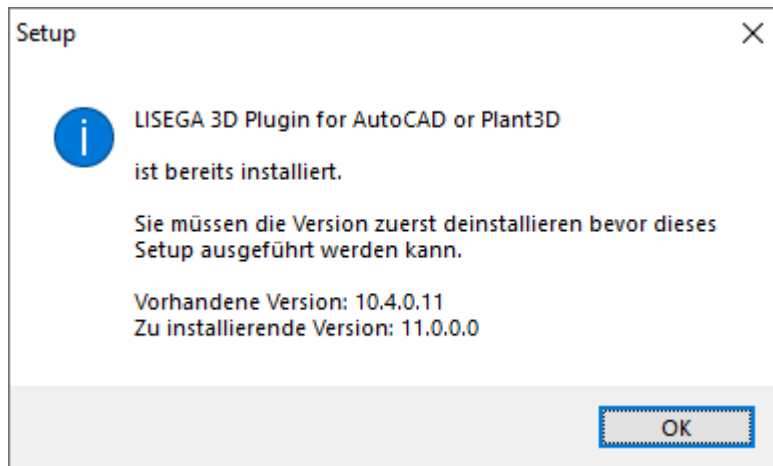 Setup
LISEGA 3D Plugin for AutoCAD or Plant3D
ist bereits installiert.
Sie müssen die Version zuerst deinstallieren bevor dieses
Setup ausgeführt werden kann.
Vorhandene Version: 10.4.0.11
Zu installierende Version: 11.0.0.0
OK